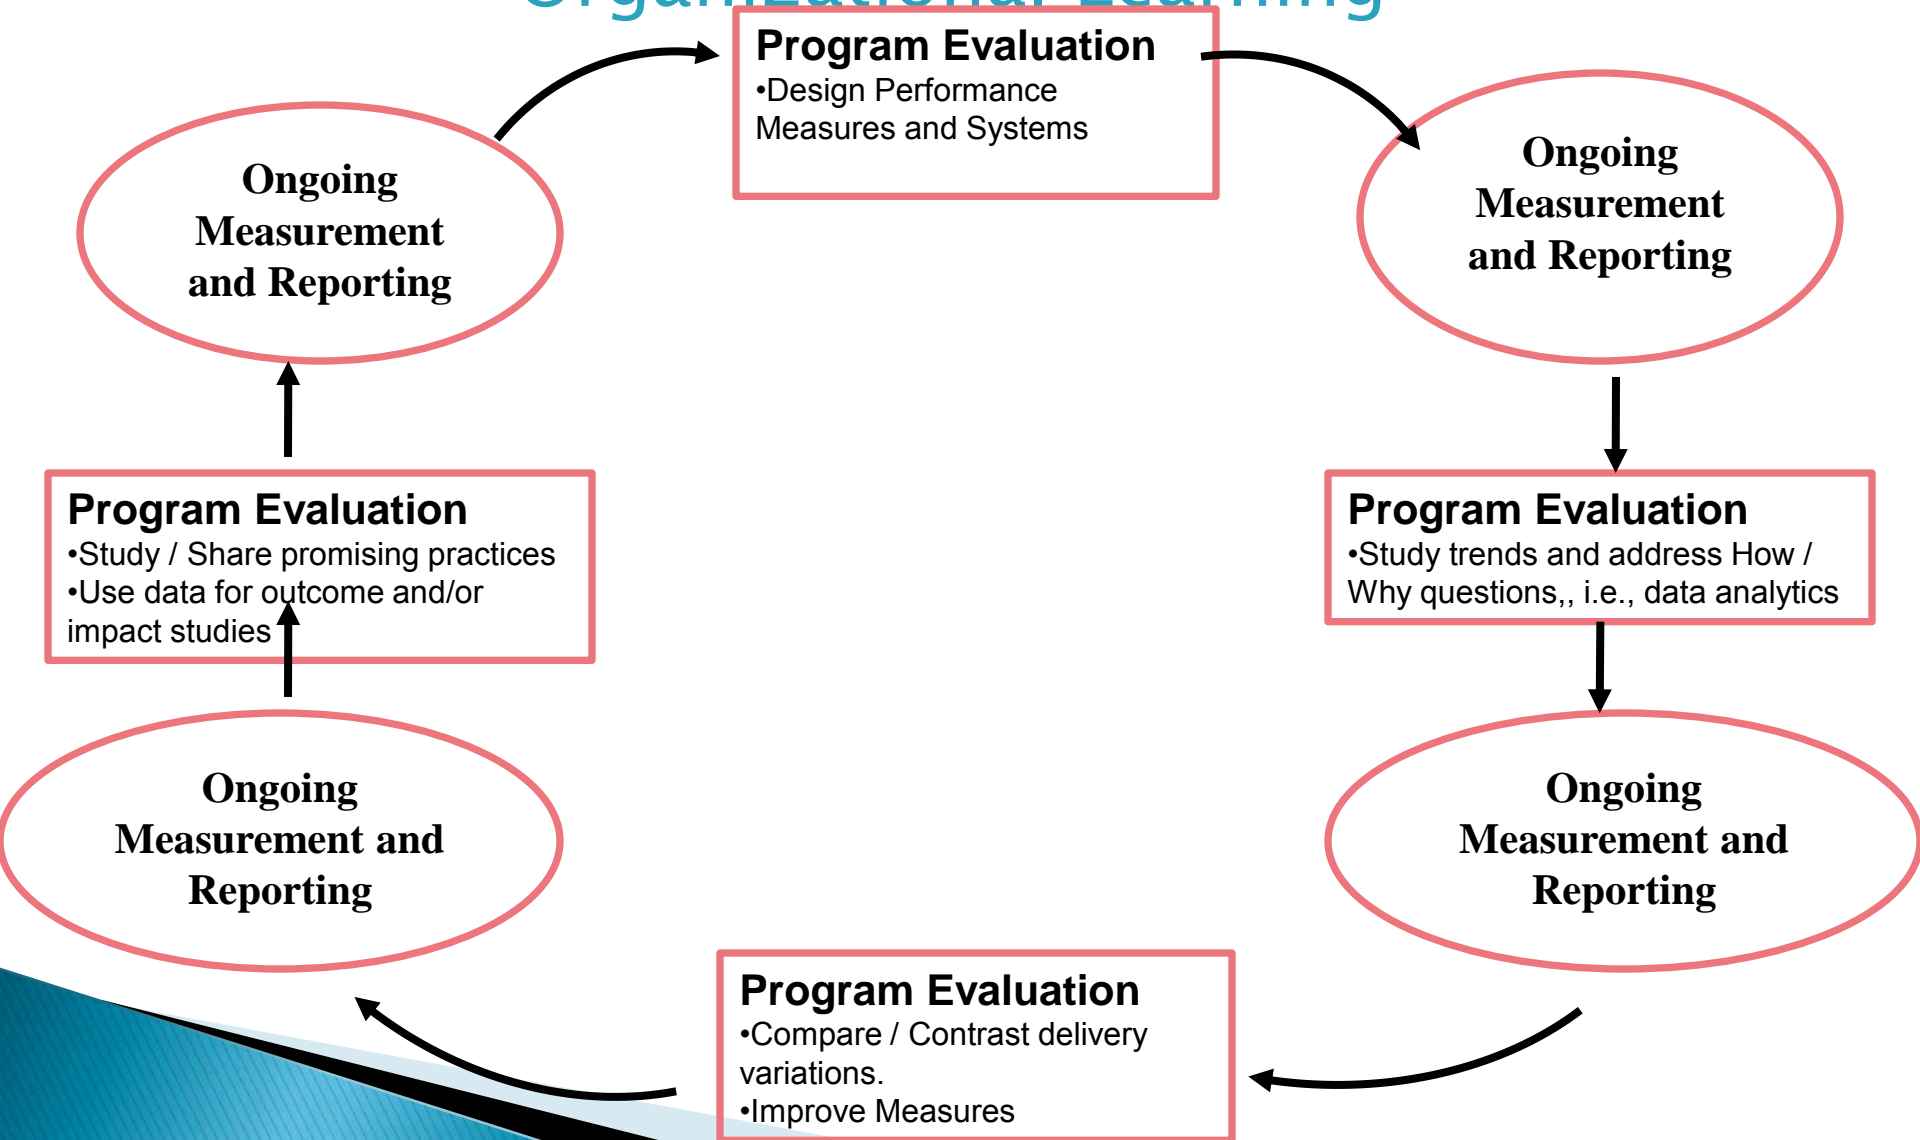 Organizational Learning
Program Evaluation
•Design Performance
Measures and Systems
Ongoing
Measurement
and Reporting
Program Evaluation
•Study trends and address How /
Why questions,, i.e., data analytics
Ongoing
Measurement and
Reporting
Program Evaluation
•Compare / Contrast delivery
variations.
•Improve Measures
Ongoing
Measurement and
Reporting
Program Evaluation
•Study / Share promising practices
•Use data for outcome and/or
impact studies
Ongoing
Measurement
and Reporting